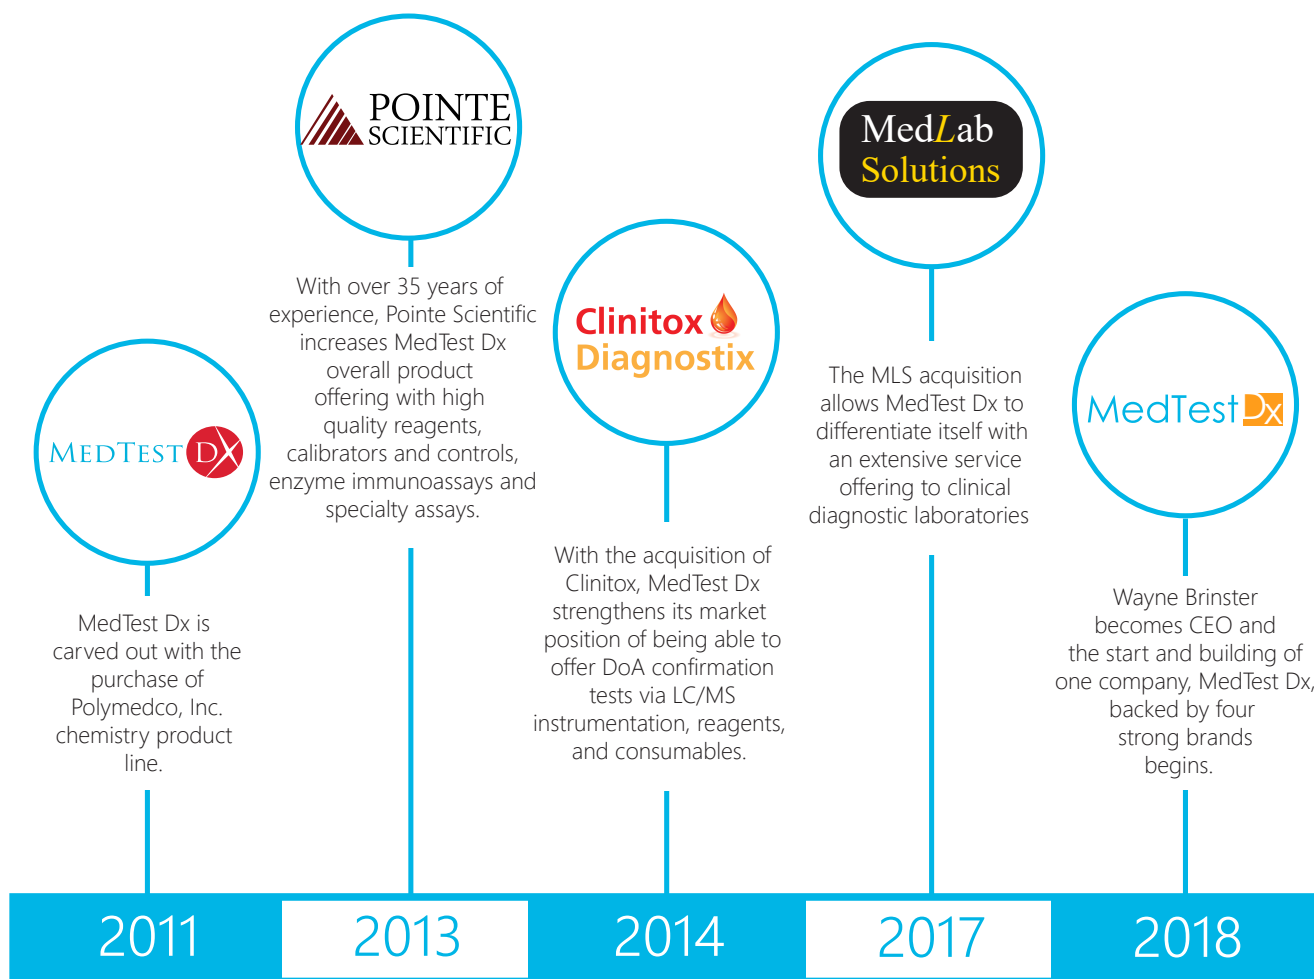 MEDTEST DX
MedTest Dx is
carved out with the
purchase of
Polymedco, Inc.
chemistry product
line.
2011
POINTE
SCIENTIFIC
With over 35 years of
experience, Pointe Scientific
increases MedTest Dx
overall product
offering with high
quality reagents,
calibrators and controls,
enzyme immunoassays and
specialty assays.
2013
Clinitox
Diagnostix
With the acquisition of
Clinitox, MedTest Dx
strengthens its market
position of being able to
offer DoA confirmation
tests via LC/MS
instrumentation, reagents,
and consumables.
2014
MedLab
Solutions
The MLS acquisition
allows MedTest Dx to
differentiate itself with
an extensive service
offering to clinical
diagnostic laboratories
2017
MedTest Dx
Wayne Brinster
becomes CEO and
the start and building of
one company, MedTest Dx,
backed by four
strong brands
begins.
2018